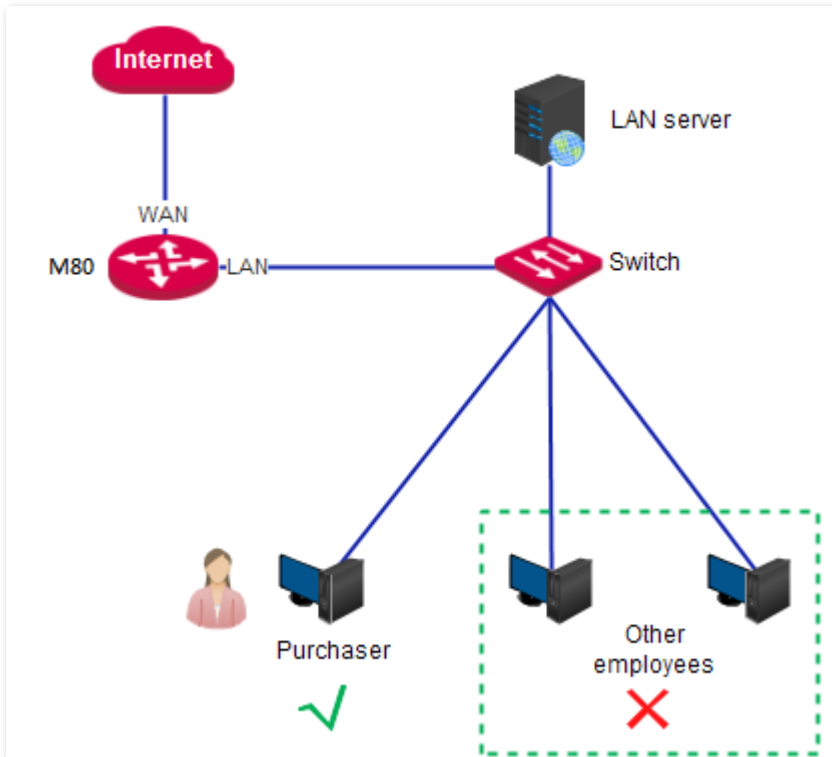 Internet
LAN server
WAN
M80
LAN
Switch
Purchaser
Other
employees